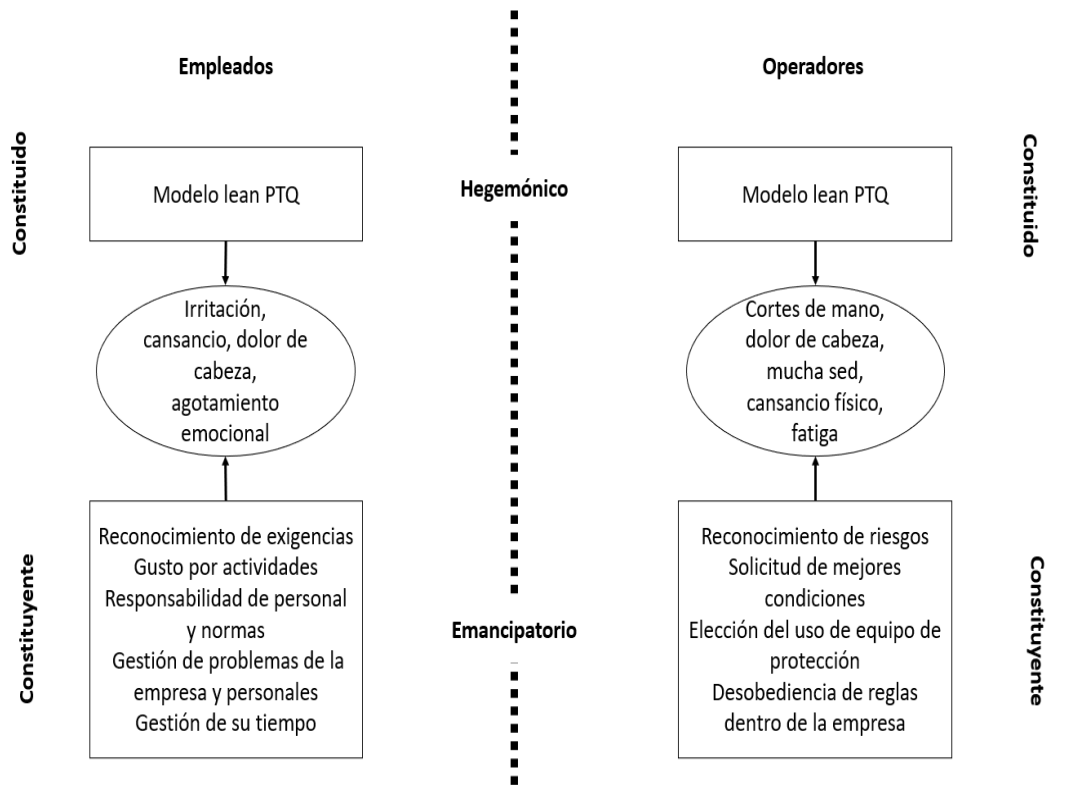 Empleados
Operadores
Constituido
Modelo lean PTQ
Hegemónico
Modelo lean PTQ
Constituido
Irritación,
cansancio, dolor de
cabeza,
agotamiento
emocional
Cortes de mano,
dolor de cabeza,
mucha sed,
cansancio físico,
fatiga
Constituyente
Reconocimiento de exigencias
Gusto por actividades
Responsabilidad de personal
y normas
Gestión de problemas de la
empresa y personales
Gestión de su tiempo
Emancipatorio
Reconocimiento de riesgos
Solicitud de mejores
condiciones
Elección del uso de equipo de
protección
Desobediencia de reglas
dentro de la empresa
Constituyente